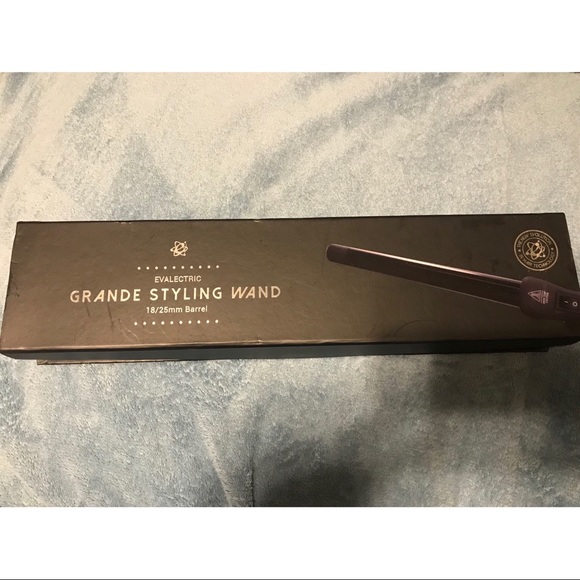 EVALECTRIC
GRANDE STYLING WAND
18/25mm Barrel